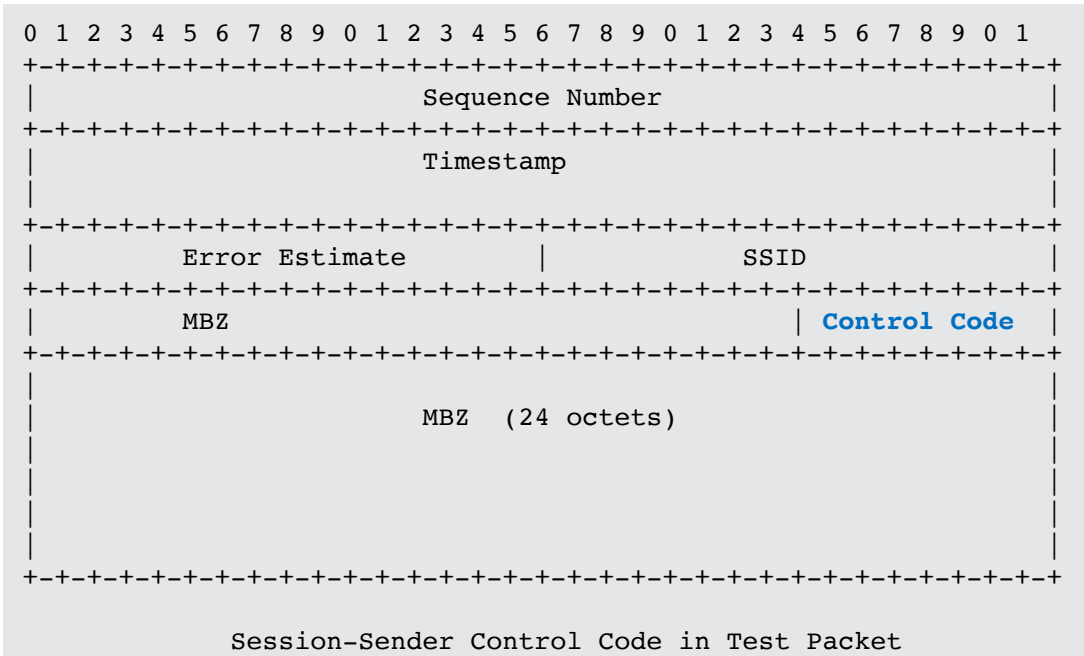 0 1 2 3 4 5 6 7 8 9 0 1 2 3 4 5 6 7 8 9 0 1 2 3 4 5 6 7 8 9 0 1
+-+-+-+-+-+-+-+-+-+-+-+-+-+-+-+-+-+-+-+-+-+-+-+-+-+-+-+-+-+-+-+-+
|                        Sequence Number                        |
+-+-+-+-+-+-+-+-+-+-+-+-+-+-+-+-+-+-+-+-+-+-+-+-+-+-+-+-+-+-+-+-+
|                        Timestamp                              |
|                                                               |
+-+-+-+-+-+-+-+-+-+-+-+-+-+-+-+-+-+-+-+-+-+-+-+-+-+-+-+-+-+-+-+-+
|         Error Estimate        |            SSID               |
+-+-+-+-+-+-+-+-+-+-+-+-+-+-+-+-+-+-+-+-+-+-+-+-+-+-+-+-+-+-+-+-+
|         MBZ                                   | Control Code  |
+-+-+-+-+-+-+-+-+-+-+-+-+-+-+-+-+-+-+-+-+-+-+-+-+-+-+-+-+-+-+-+-+
|                                                               |
|                        MBZ  (24 octets)                       |
|                                                               |
|                                                               |
|                                                               |
|                                                               |
+-+-+-+-+-+-+-+-+-+-+-+-+-+-+-+-+-+-+-+-+-+-+-+-+-+-+-+-+-+-+-+-+
Session-Sender Control Code in Test Packet